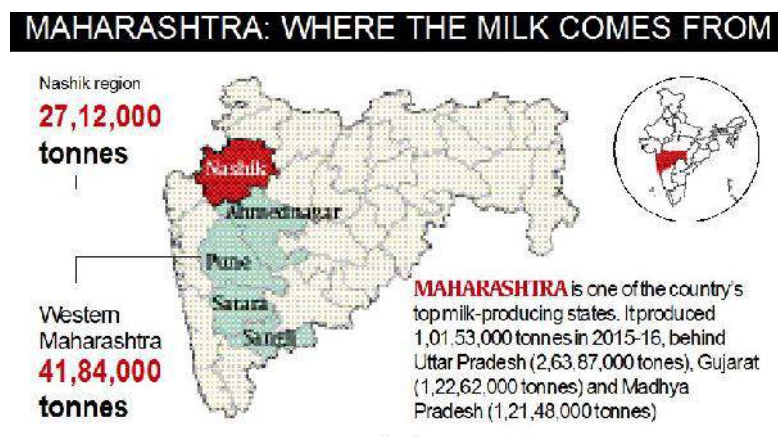 MAHARASHTRA: WHERE THE MILK COMES FROM
Nashik region
27,12,000
tonnes
Nashik
Ahmednagar
Pune
Satara
Sangli
Western
Maharashtra
41,84,000
tonnes
MAHARASHTRA is one of the country's
top milk-producing states. It produced
1,01,53,000 tonnes in 2015-16, behind
Uttar Pradesh (2,63,87,000 tones), Gujarat
(1,22,62,000 tonnes) and Madhya
Pradesh (1,21,48,000 tonnes)